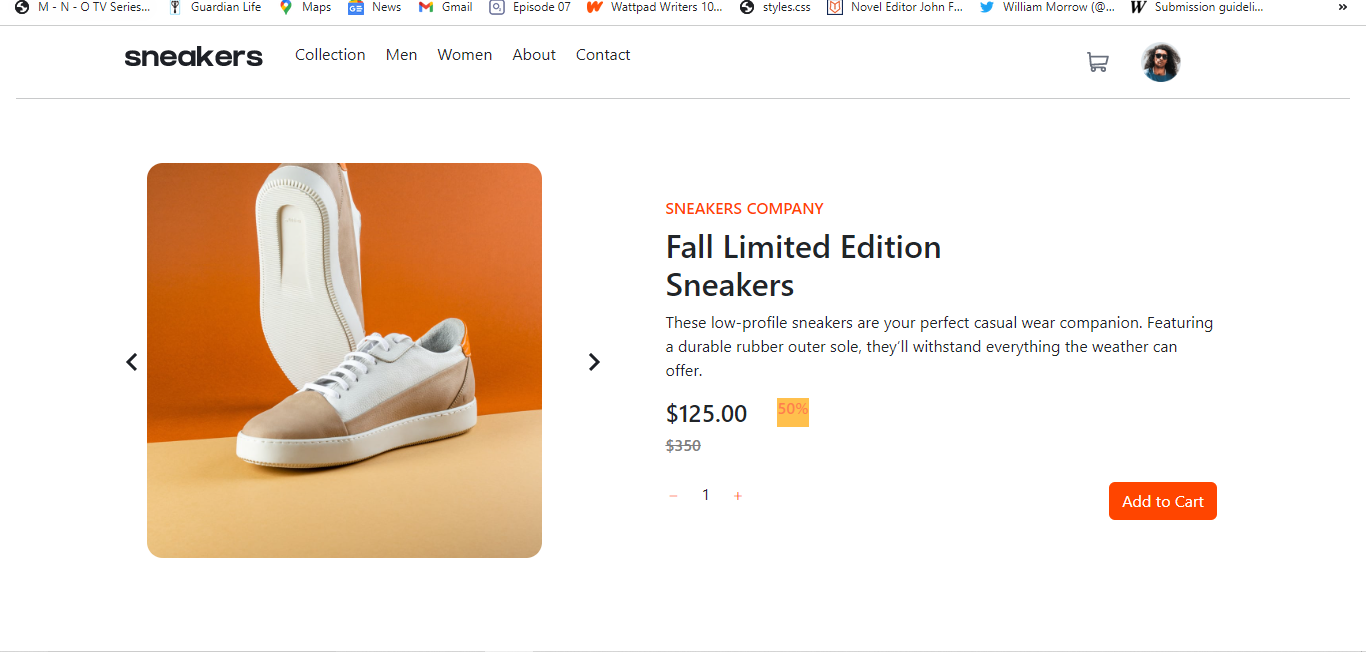 M - N - O TV Series... Guardian Life Maps News Gmail Episode 07 Wattpad Writers 10... styles.css Novel Editor John F... William Morrow (@... Submission guideli... »
sneakers Collection Men Women About Contact
SNEAKERS COMPANY
Fall Limited Edition
Sneakers
These low-profile sneakers are your perfect casual wear companion. Featuring
a durable rubber outer sole, they’ll withstand everything the weather can
offer.
$125.00 50%
$350
− 1 + Add to Cart